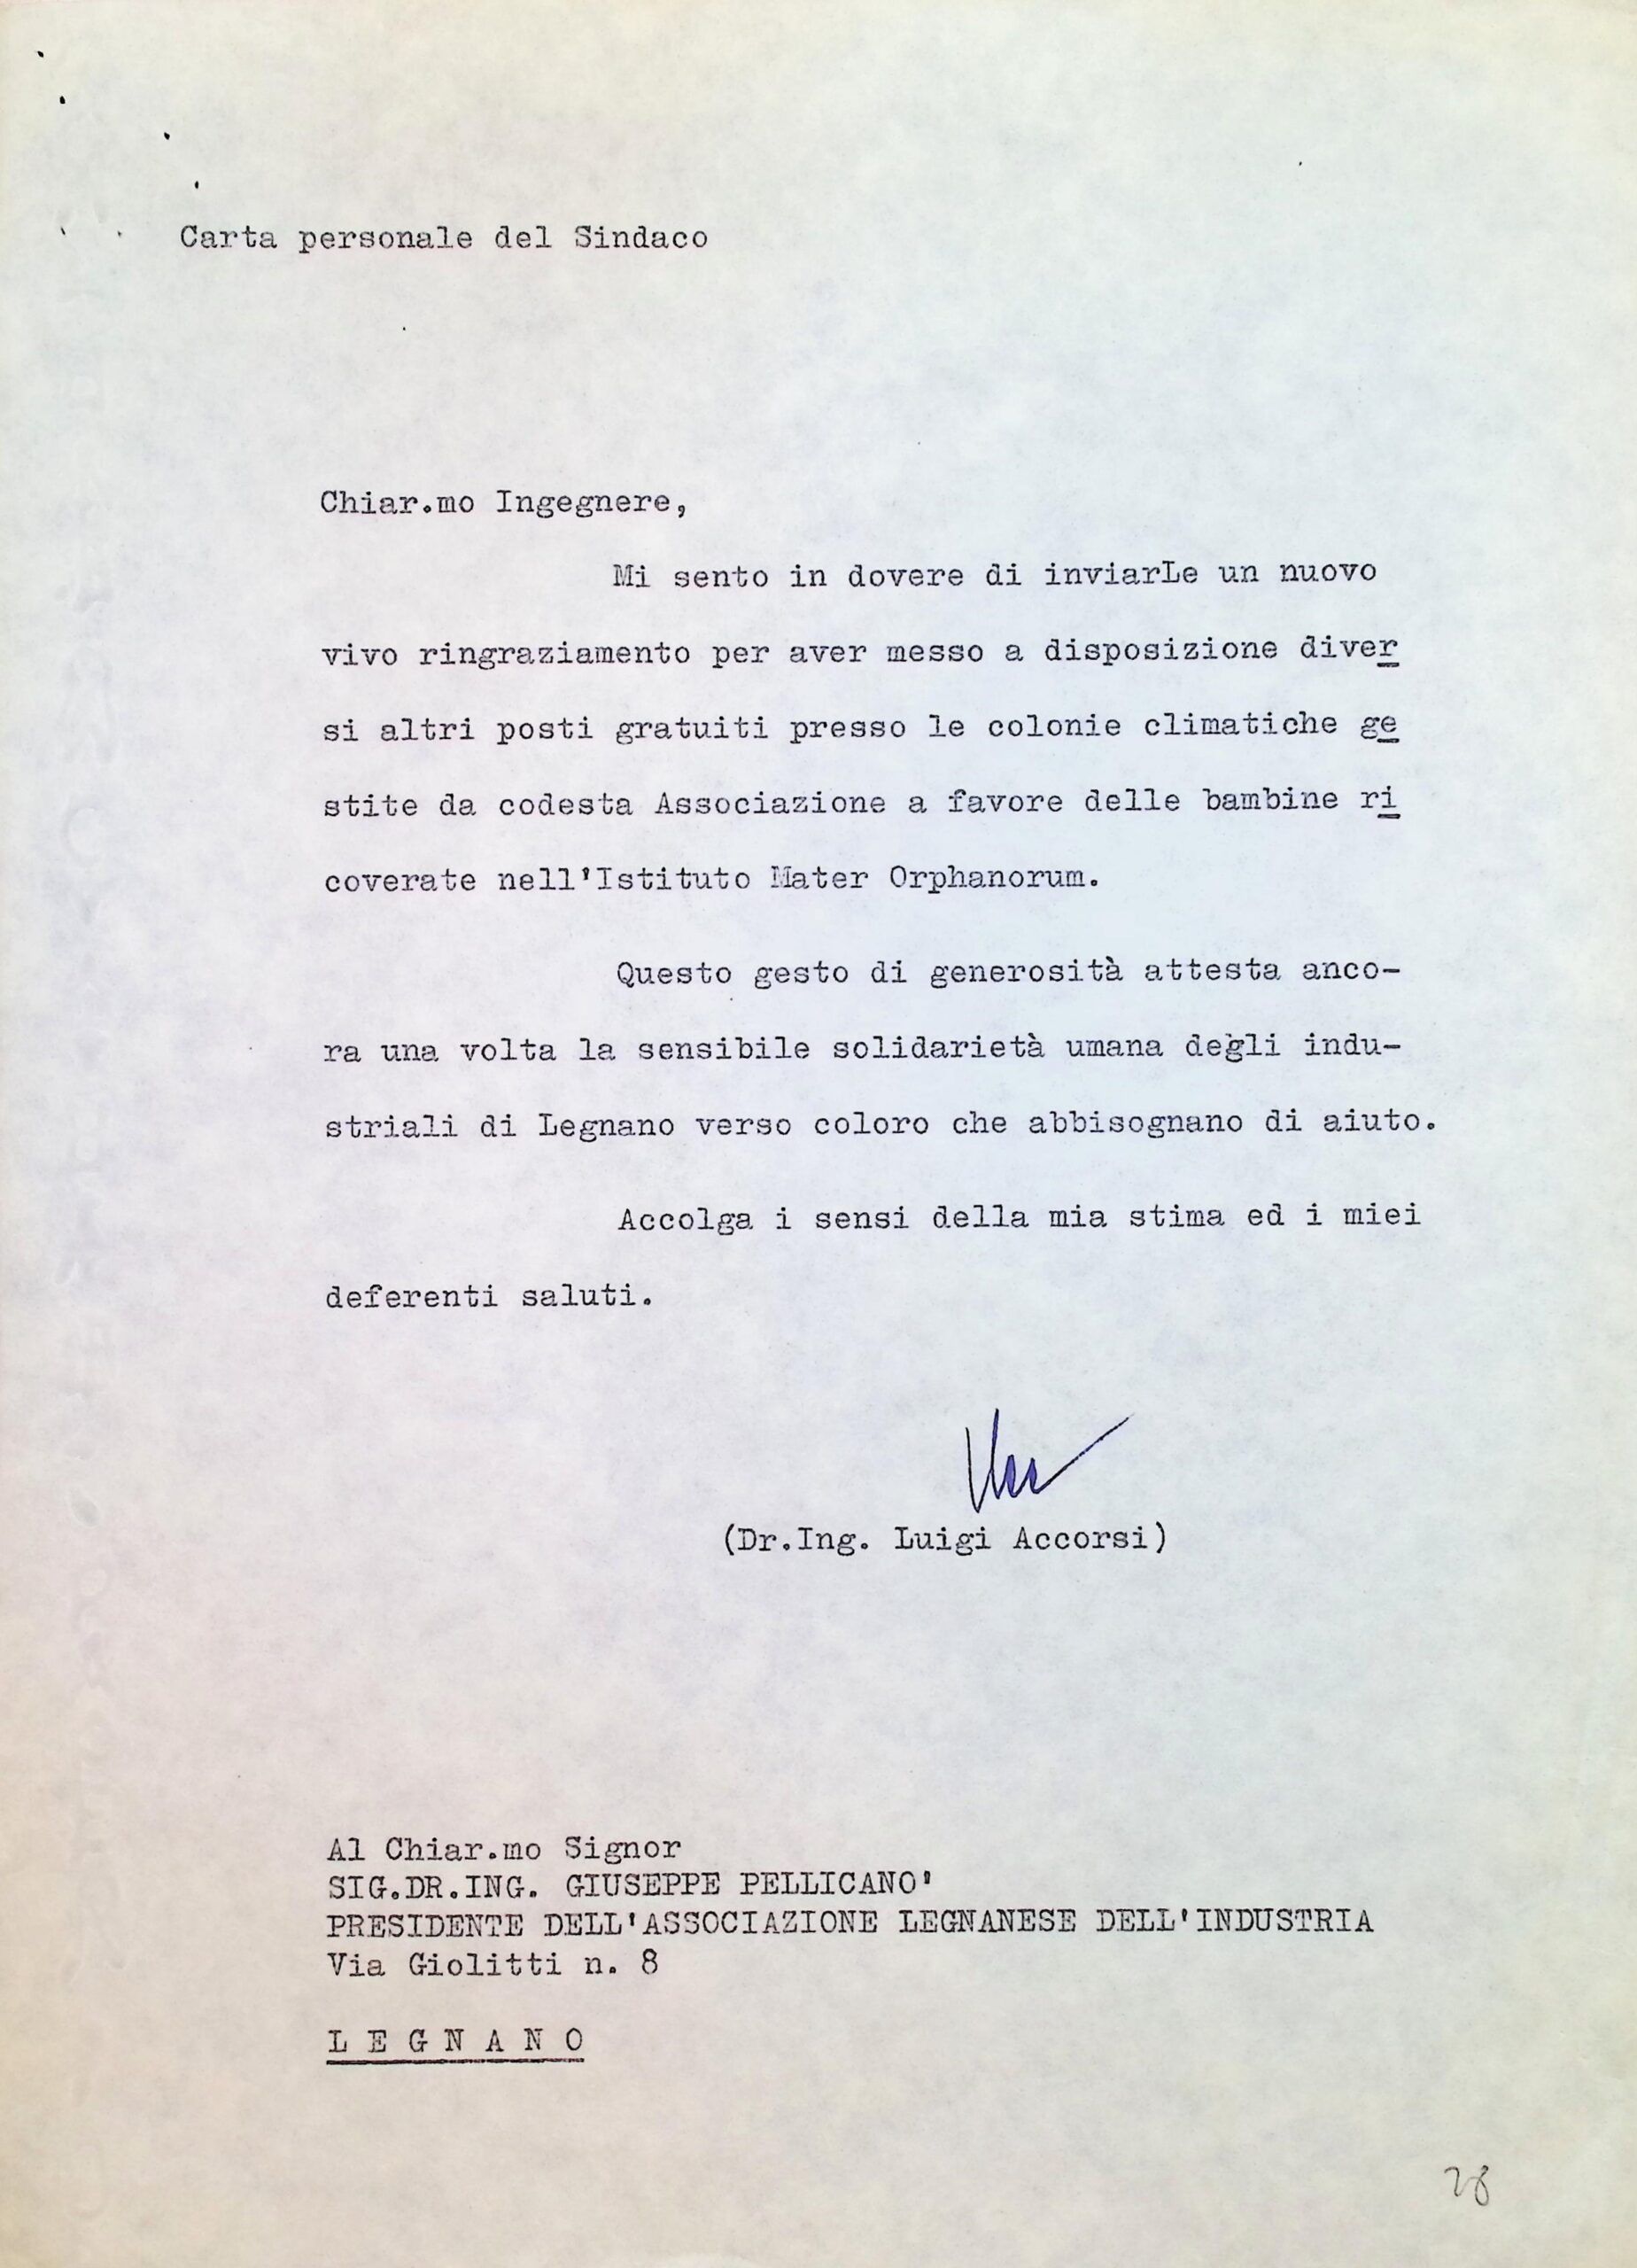 Carta personale del Sindaco
Chiar.mo Ingegnere,
Mi sento in dovere di inviarLe un nuovo
vivo ringraziamento per aver messo a disposizione diver
si altri posti gratuiti presso le colonie climatiche ge
stite da codesta Associazione a favore delle bambine ri
coverate nell'Istituto Mater Orphanorum.
Questo gesto di generosità attesta anco-
ra una volta la sensibile solidarietà umana degli indu-
striali di Legnano verso coloro che abbisognano di aiuto.
Accolga i sensi della mia stima ed i miei
deferenti saluti.
(Dr.Ing. Luigi Accorsi)
Al Chiar.mo Signor
SIG.DR.ING. GIUSEPPE PELLICANO'
PRESIDENTE DELL'ASSOCIAZIONE LEGNANESE DELL'INDUSTRIA
Via Giolitti n. 8
L E G N A N O
28